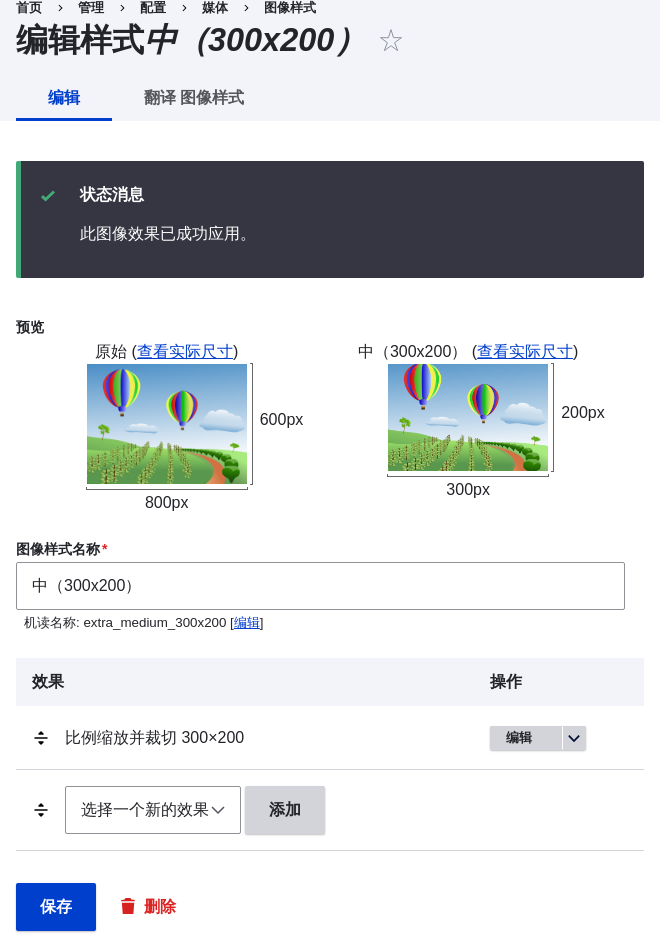 首页 › 管理 › 配置 › 媒体 › 图像样式
编辑样式中（300x200）
编辑 翻译 图像样式
状态消息
此图像效果已成功应用。
预览
原始 (查看实际尺寸) 中（300x200） (查看实际尺寸)
600px 200px
800px 300px
图像样式名称*
中（300x200）
机读名称: extra_medium_300x200 [编辑]
效果 操作
比例缩放并裁切 300×200 编辑
选择一个新的效果 添加
保存 删除